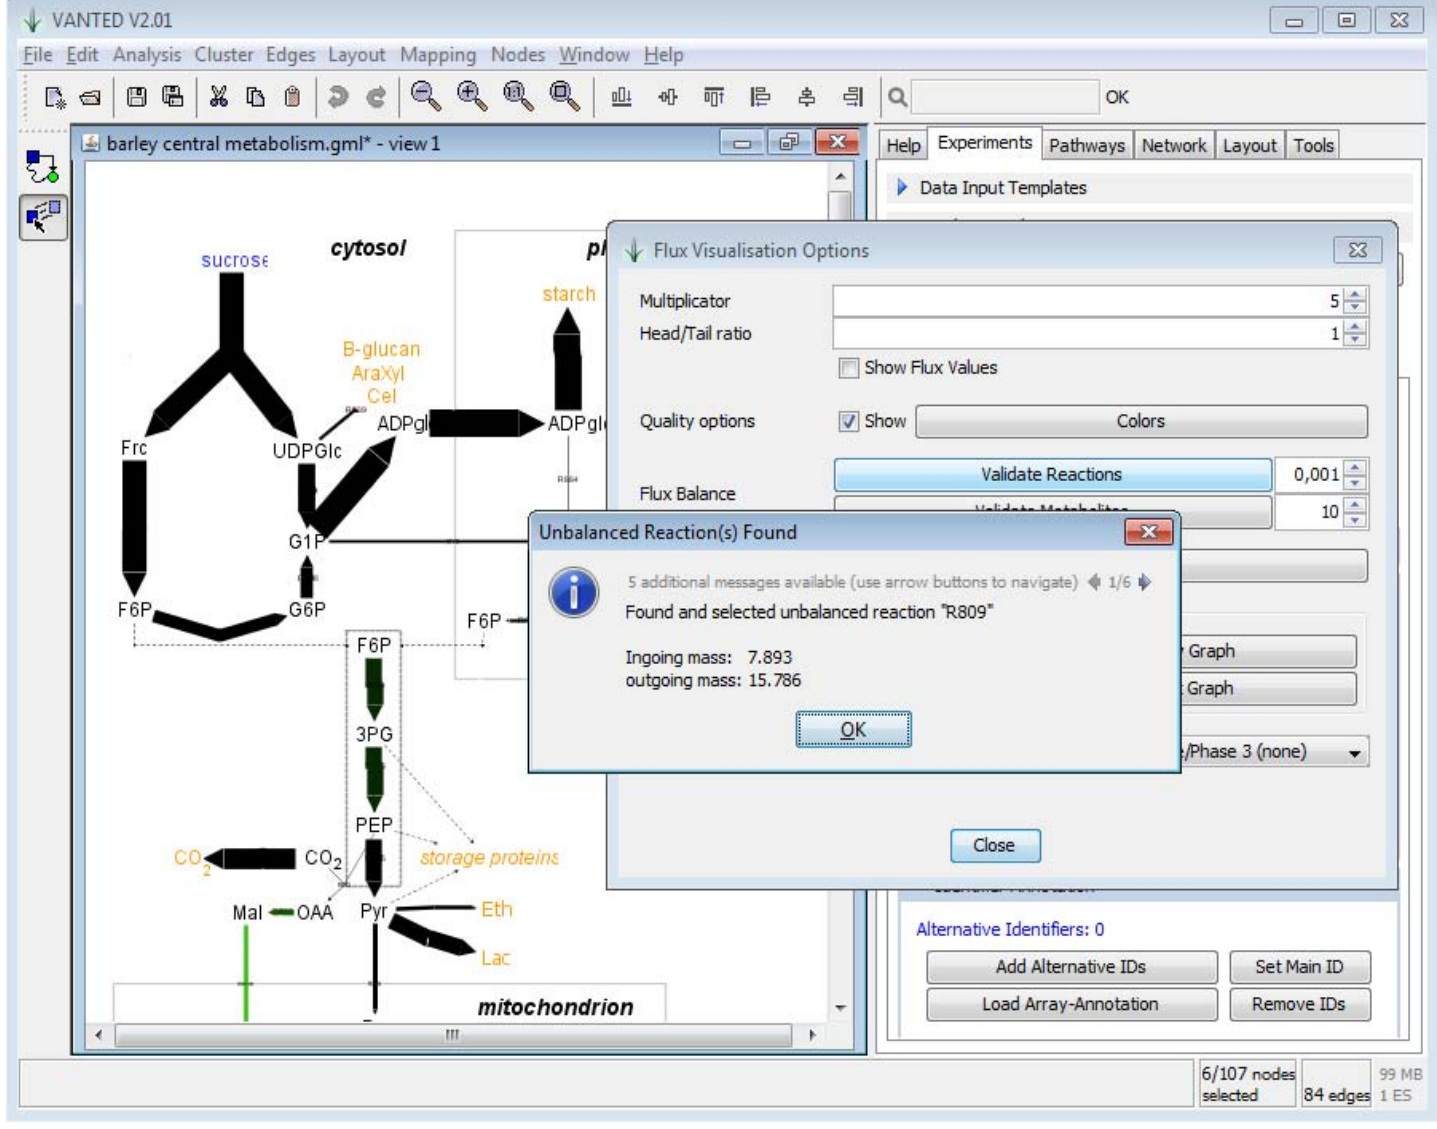 VANTED V2.01
File Edit Analysis Cluster Edges Layout Mapping Nodes Window Help
OK
barley central metabolism.gml* - view 1
Help Experiments Pathways Network Layout Tools
Data Input Templates
cytosol
sucrose
starch
B-glucan
AraXyl
Cel
ADPgl
ADPgl
Frc
UDPGlc
G1P
F6P
G6P
F6P
F6P
3PG
PEP
CO2
CO2
storage proteins
Mal
OAA
Pyr
Eth
Lac
mitochondrion
Flux Visualisation Options
Multiplicator 5
Head/Tail ratio 1
Show Flux Values
Quality options Show Colors
Validate Reactions 0,001
Flux Balance
Validate Metabolites 10
Unbalanced Reaction(s) Found
5 additional messages available (use arrow buttons to navigate) 1/6
Found and selected unbalanced reaction "R809"
Ingoing mass: 7.893
outgoing mass: 15.786
OK
Graph
Graph
/Phase 3 (none)
Close
Alternative Identifiers: 0
Add Alternative IDs Set Main ID
Load Array-Annotation Remove IDs
6/107 nodes
selected
84 edges
99 MB
1 ES